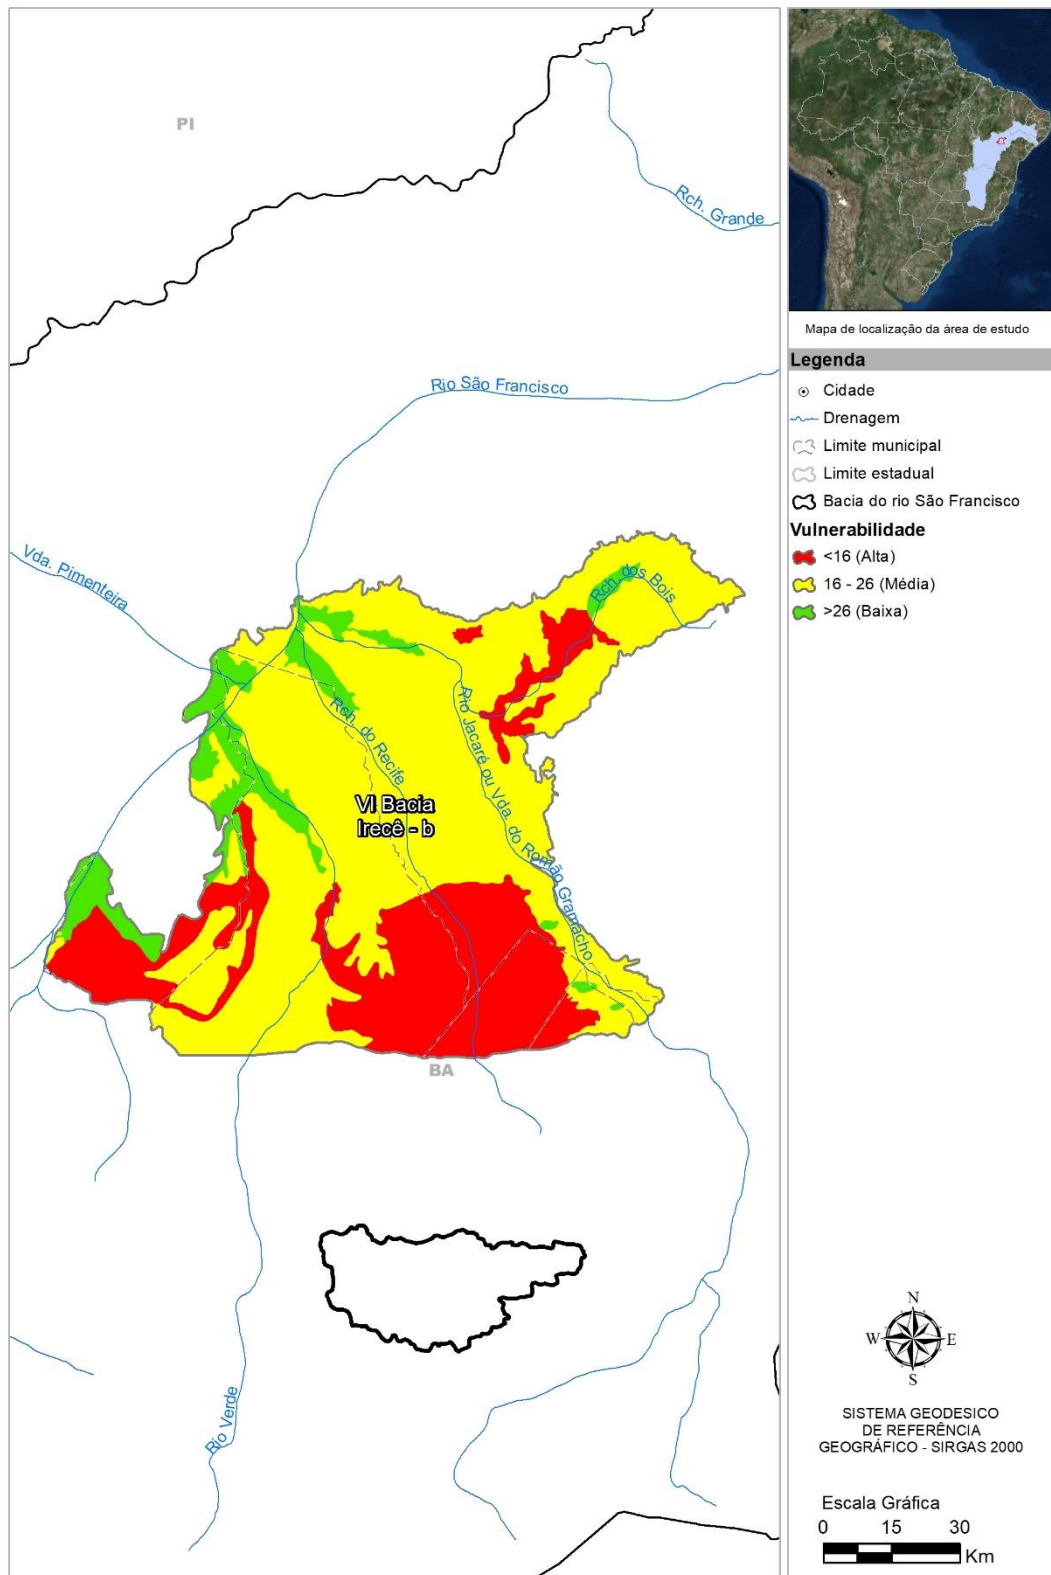 PI
Rch. Grande
Rio São Francisco
Vda. Pimenteira
Rch. dos Bois
Rch. do Recife
Rio Jacaré ou Vda. do Romão Gramacho
VI Bacia
Irecê - b
BA
Rio Verde
Mapa de localização da área de estudo
Legenda
Cidade
Drenagem
Limite municipal
Limite estadual
Bacia do rio São Francisco
Vulnerabilidade
<16 (Alta)
16 - 26 (Média)
>26 (Baixa)
N
W E
S
SISTEMA GEODESICO
DE REFERÊNCIA
GEOGRÁFICO - SIRGAS 2000
Escala Gráfica
0 15 30
Km